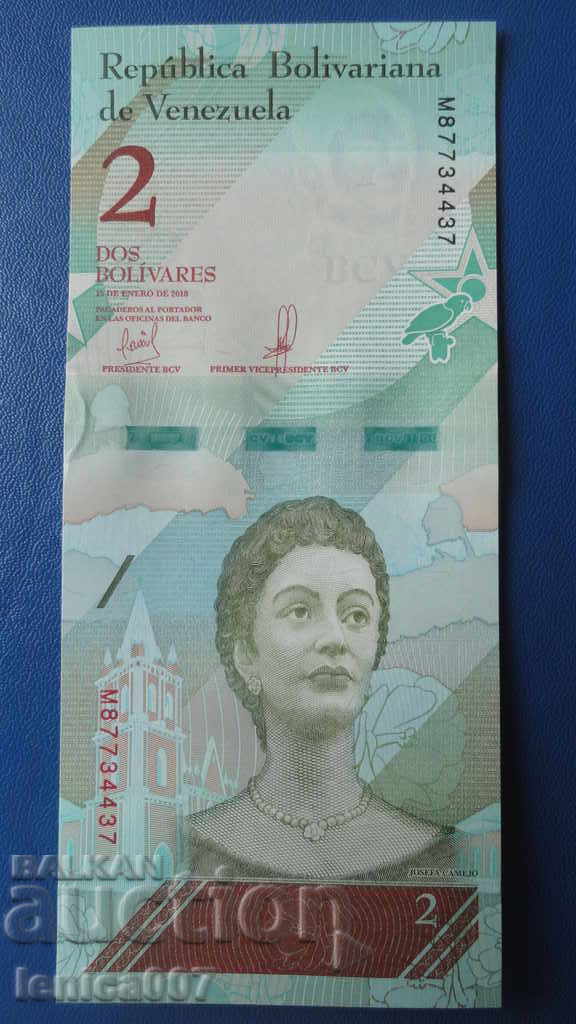 República Bolivariana
de Venezuela
M87734437
2
DOS
BOLÍVARES
15 DE ENERO DE 2018
PAGADEROS AL PORTADOR
EN LAS OFICINAS DEL BANCO
PRESIDENTE BCV
PRIMER VICEPRESIDENTE BCV
BCV
M87734437
JOSEFA CAMEJO
2
BALKAN
auction
lenica007